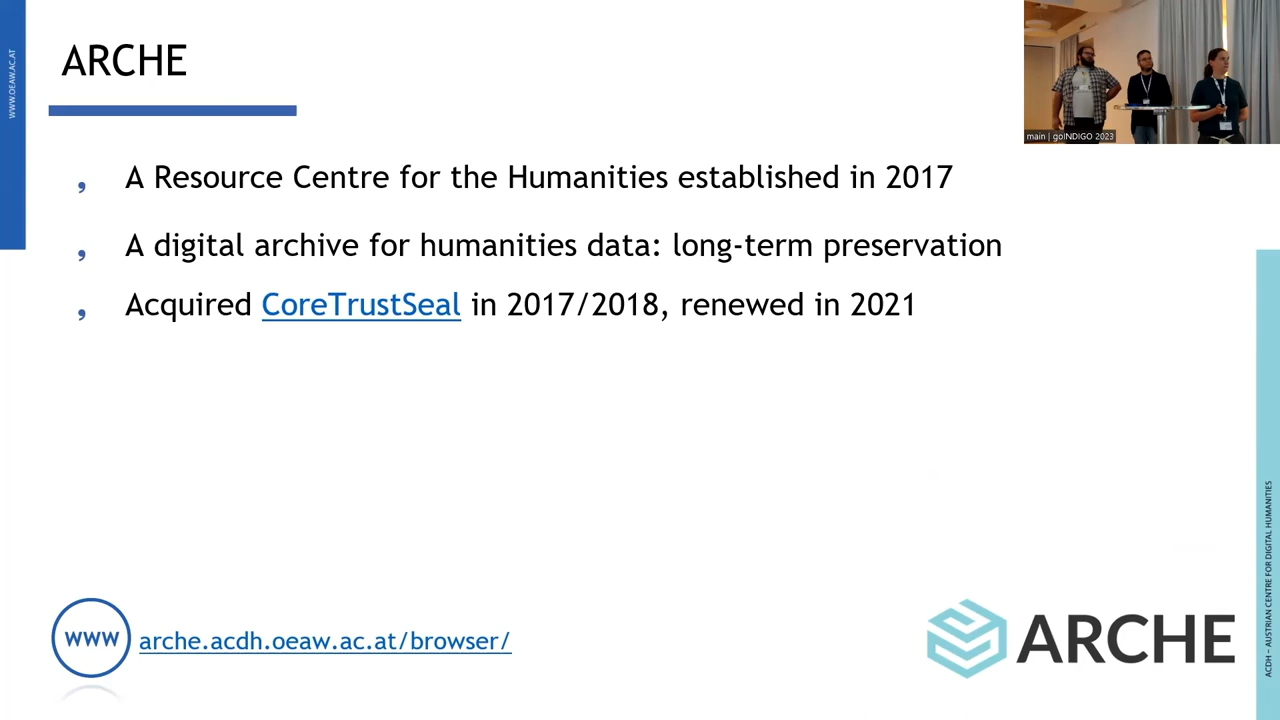 WWW.OEAW.AC.AT
ARCHE
main | goINDIGO 2023
, A Resource Centre for the Humanities established in 2017
, A digital archive for humanities data: long-term preservation
, Acquired CoreTrustSeal in 2017/2018, renewed in 2021
ACDH – AUSTRIAN CENTRE FOR DIGITAL HUMANITIES
www
arche.acdh.oeaw.ac.at/browser/
ARCHE